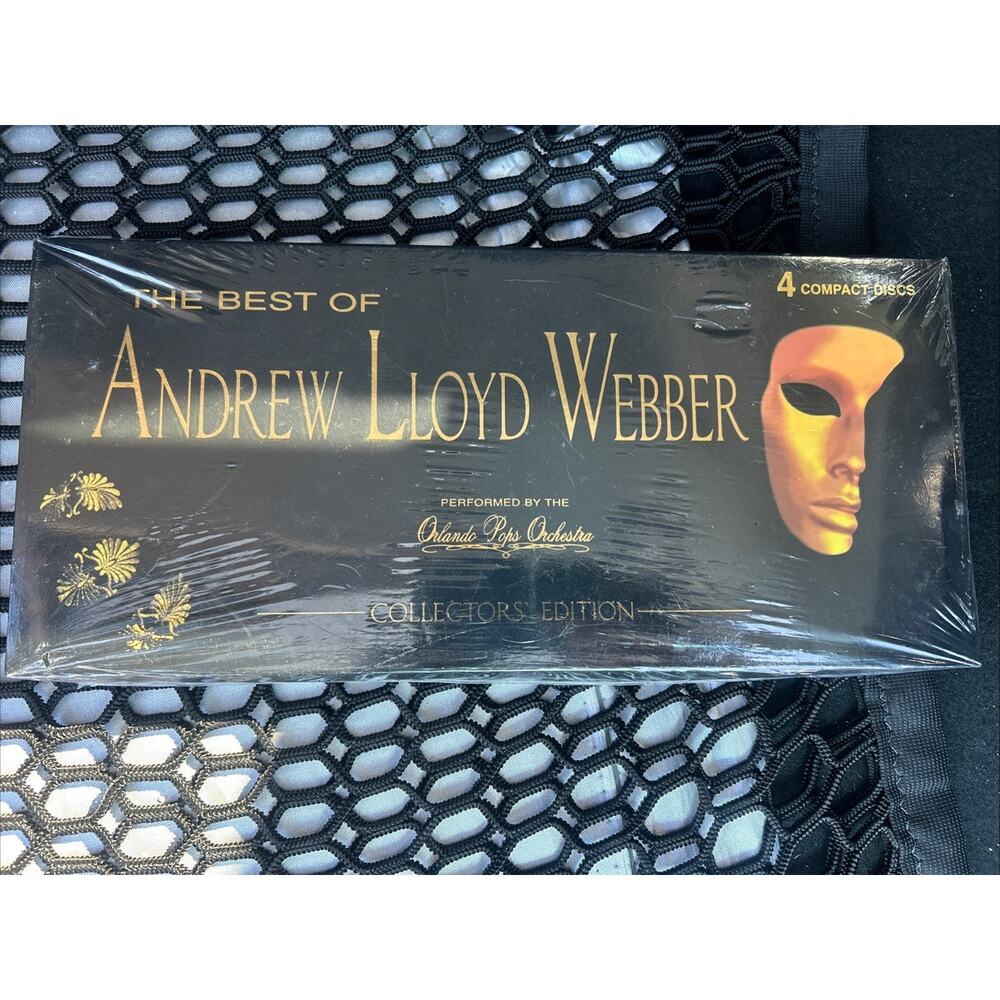 THE BEST OF
4 COMPACT DISCS
ANDREW LLOYD WEBBER
PERFORMED BY THE
Orlando Pops Orchestra
COLLECTORS' EDITION